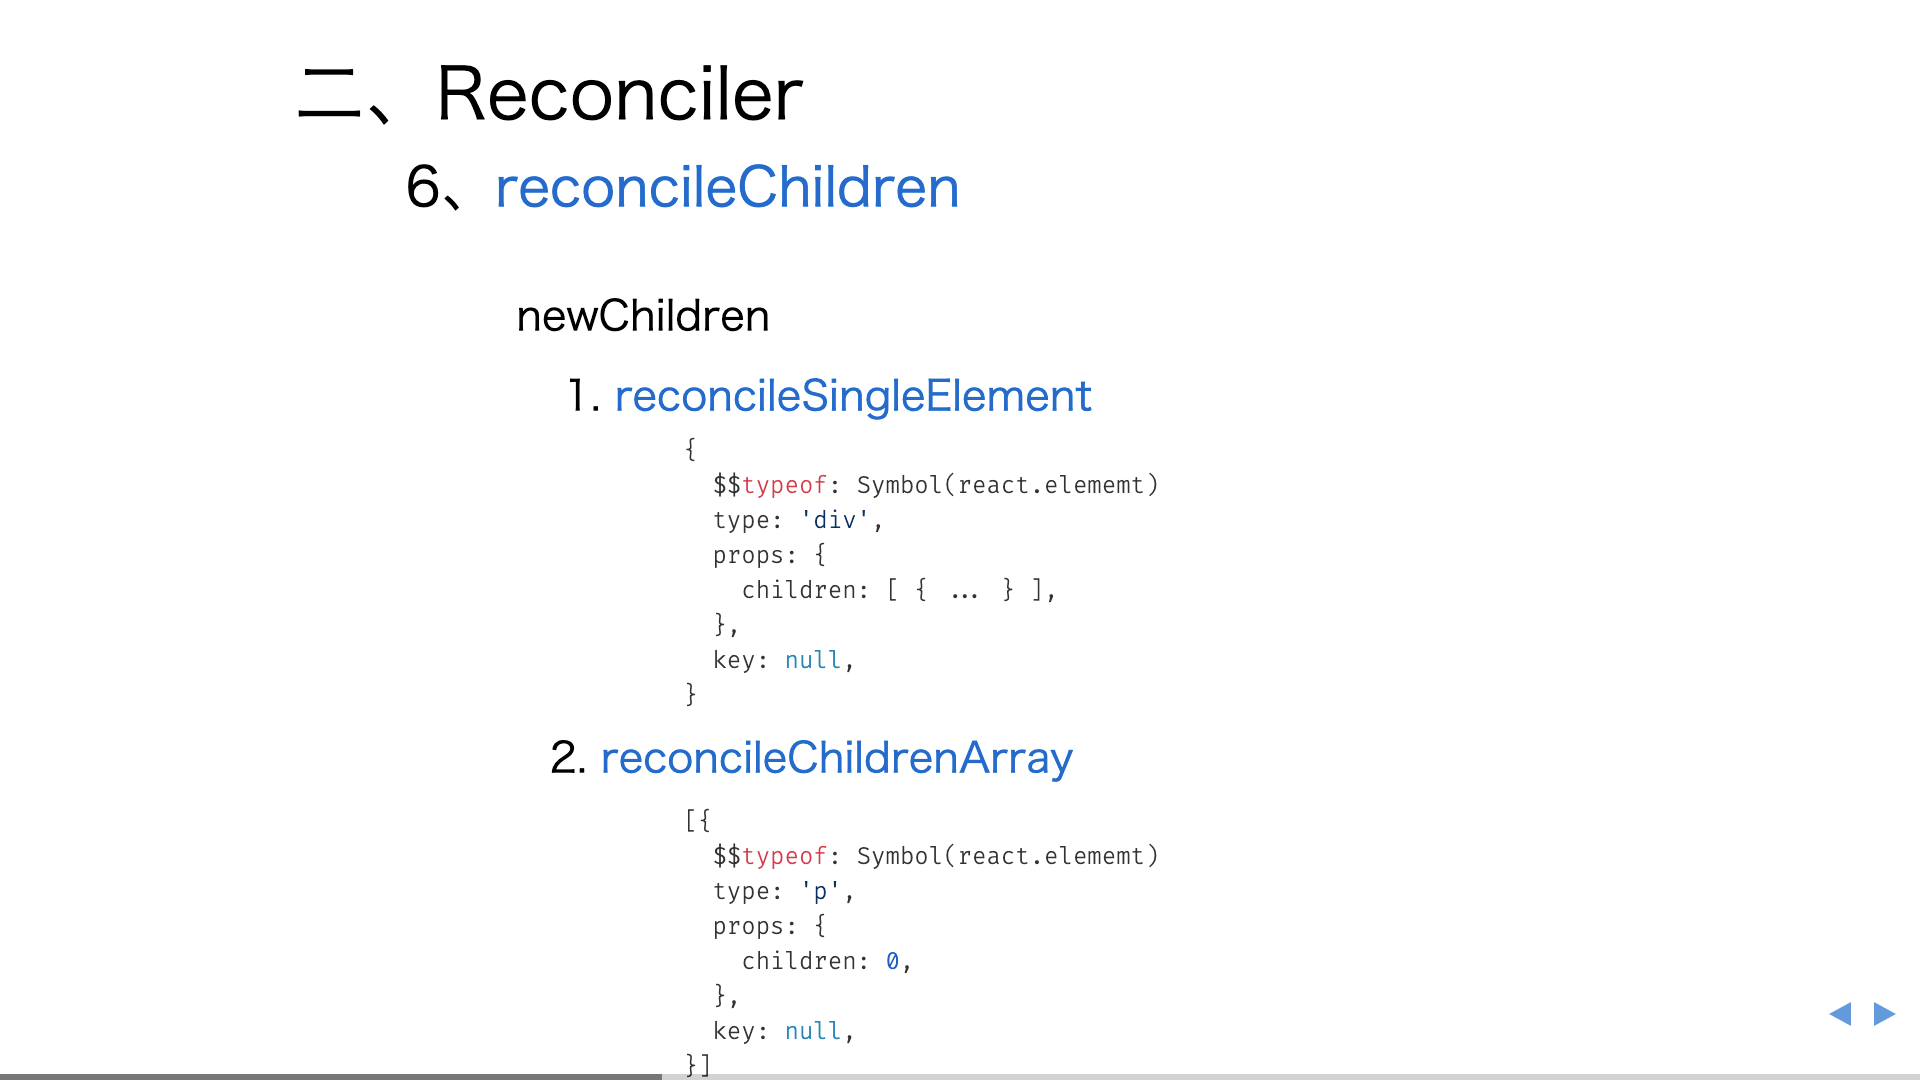 二、Reconciler
6、reconcileChildren
newChildren
1. reconcileSingleElement
{
$$typeof: Symbol(react.elememt)
type: 'div',
props: {
children: [ { ... } ],
},
key: null,
}
2. reconcileChildrenArray
[{
$$typeof: Symbol(react.elememt)
type: 'p',
props: {
children: 0,
},
key: null,
}]